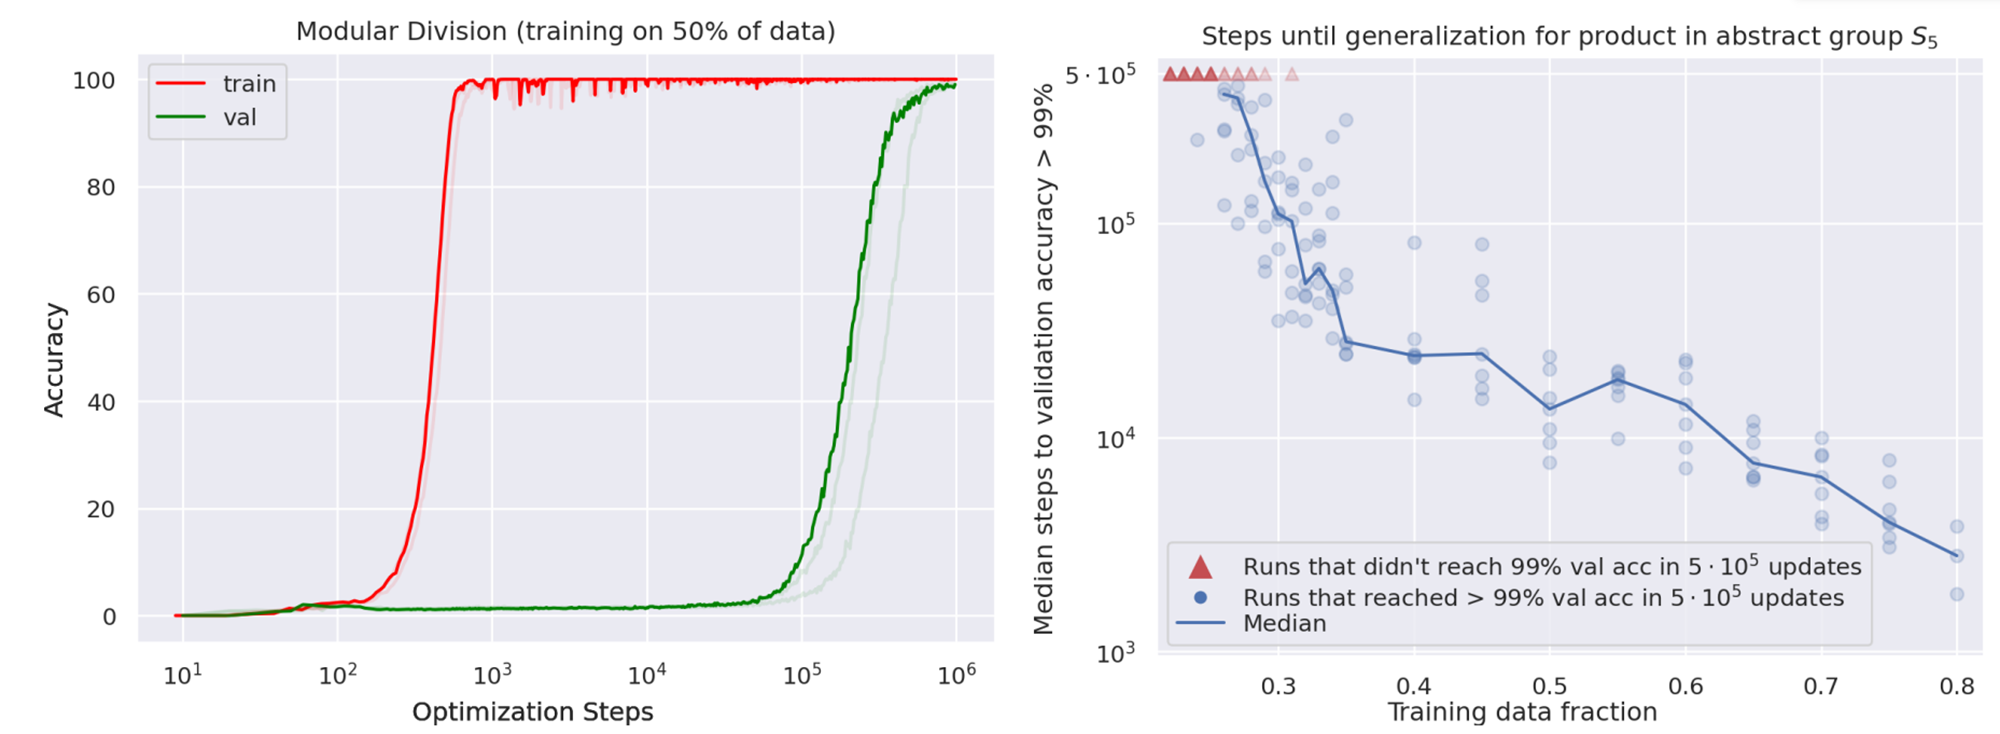 Modular Division (training on 50% of data)
train
val
100
80
60
40
20
0
Accuracy
10¹
10²
10³
10⁴
10⁵
10⁶
Optimization Steps
Steps until generalization for product in abstract group S₅
Median steps to validation accuracy > 99%
5 · 10⁵
10⁵
10⁴
10³
Runs that didn't reach 99% val acc in 5 · 10⁵ updates
Runs that reached > 99% val acc in 5 · 10⁵ updates
Median
0.3
0.4
0.5
0.6
0.7
0.8
Training data fraction